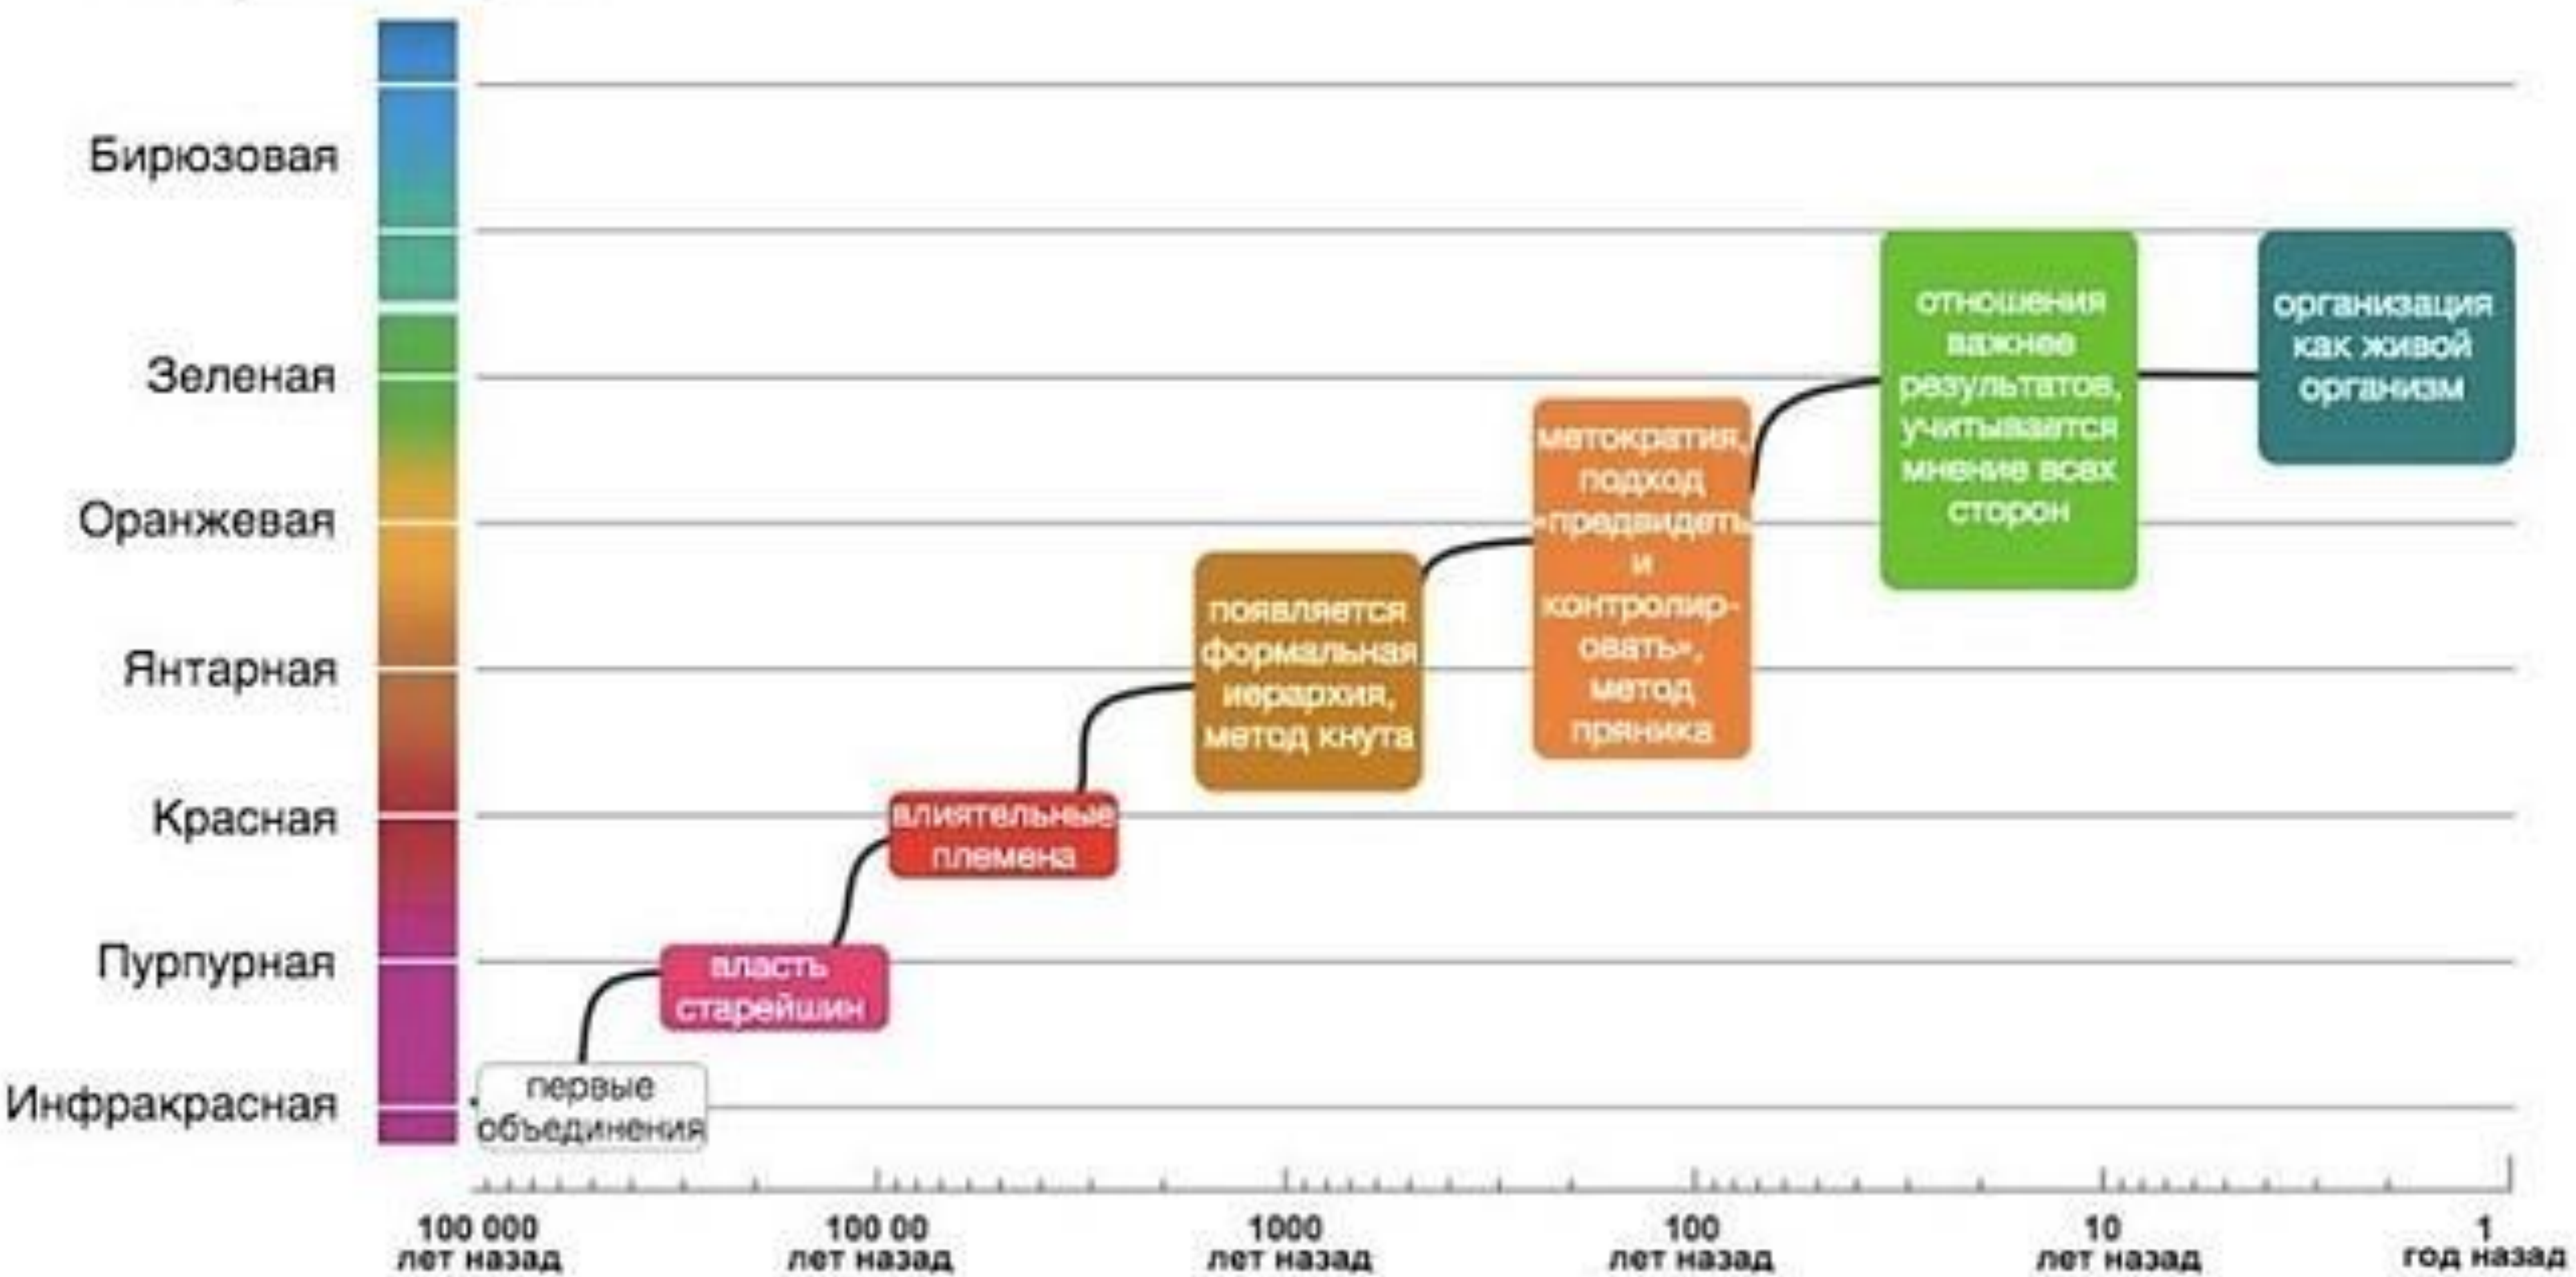 Бирюзовая
Зеленая
Оранжевая
Янтарная
Красная
Пурпурная
Инфракрасная
первые
объединения
власть
старейшин
влиятельные
племена
появляется
формальная
иерархия,
метод кнута
метократия,
подход
«предвидеть
и
контролир-
овать»,
метод
пряника
отношения
важнее
результатов,
учитывается
мнение всех
сторон
организация
как живой
организм
100 000
лет назад
100 00
лет назад
1000
лет назад
100
лет назад
10
лет назад
1
год назад